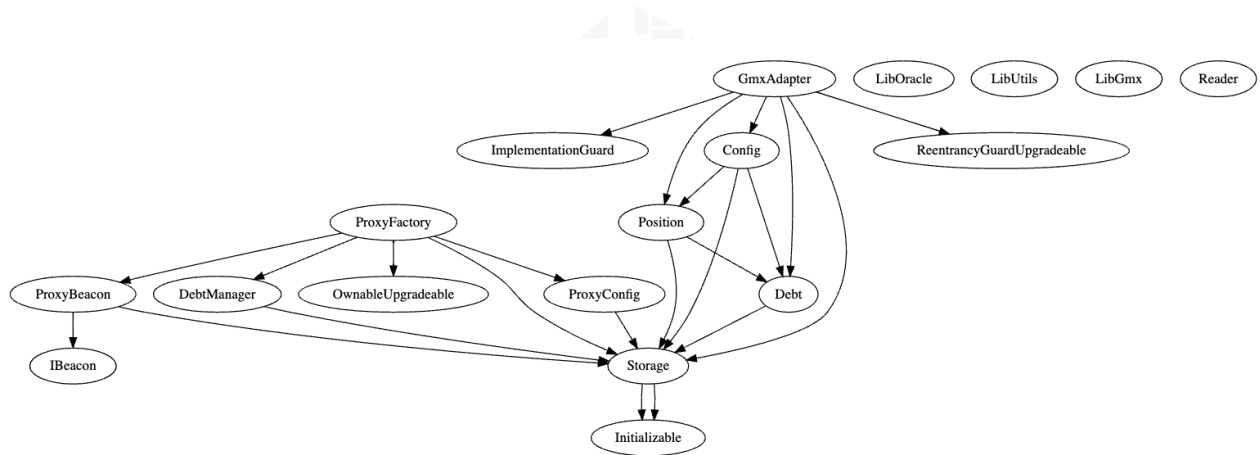 GmxAdapter LibOracle LibUtils LibGmx Reader
ImplementationGuard Config ReentrancyGuardUpgradeable
ProxyFactory Position
ProxyBeacon DebtManager OwnableUpgradeable ProxyConfig Debt
IBeacon Storage
Initializable